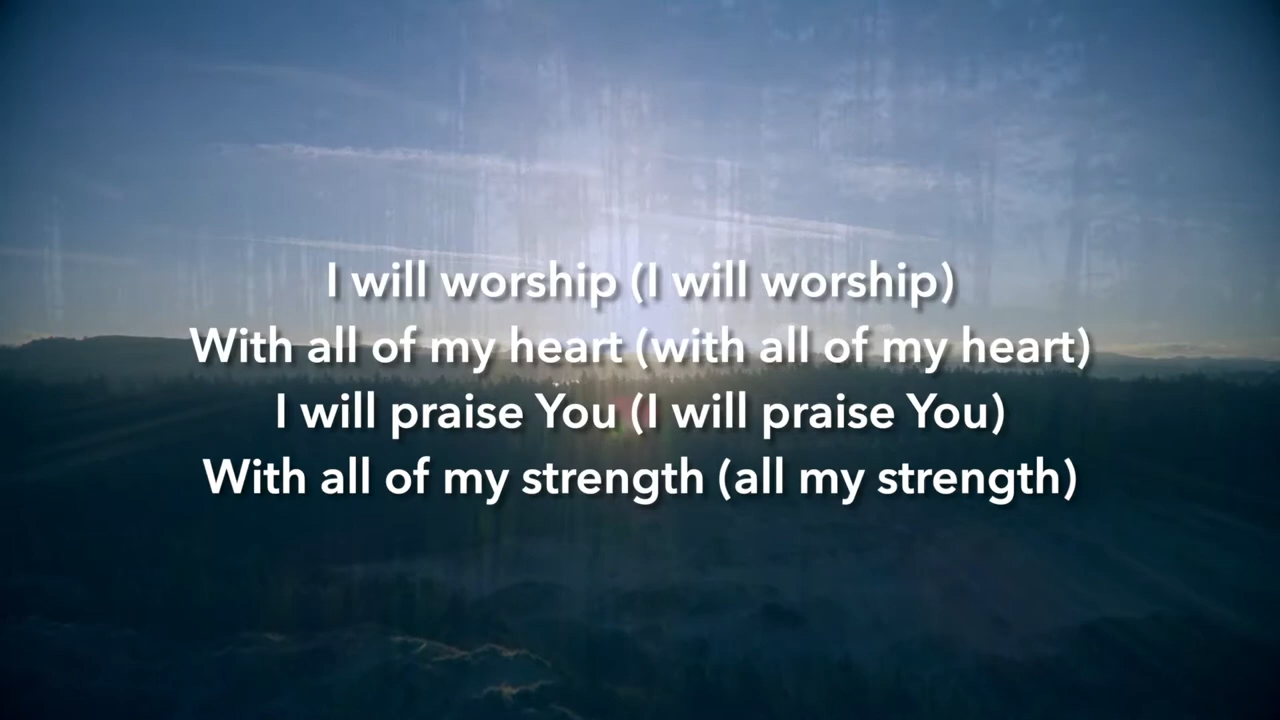 I will worship (I will worship)
With all of my heart (with all of my heart)
I will praise You (I will praise You)
With all of my strength (all my strength)